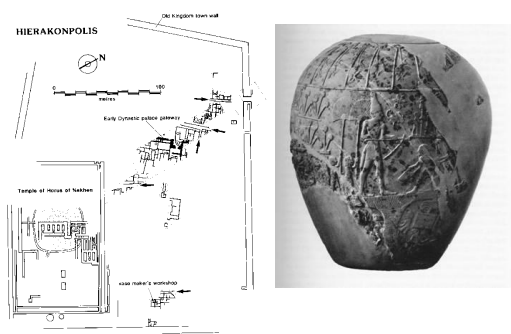 Old Kingdom town wall
HIERAKONPOLIS
N
0 100
metres
Early Dynastic palace gateway
Temple of Horus of Nekhen
vase maker's workshop